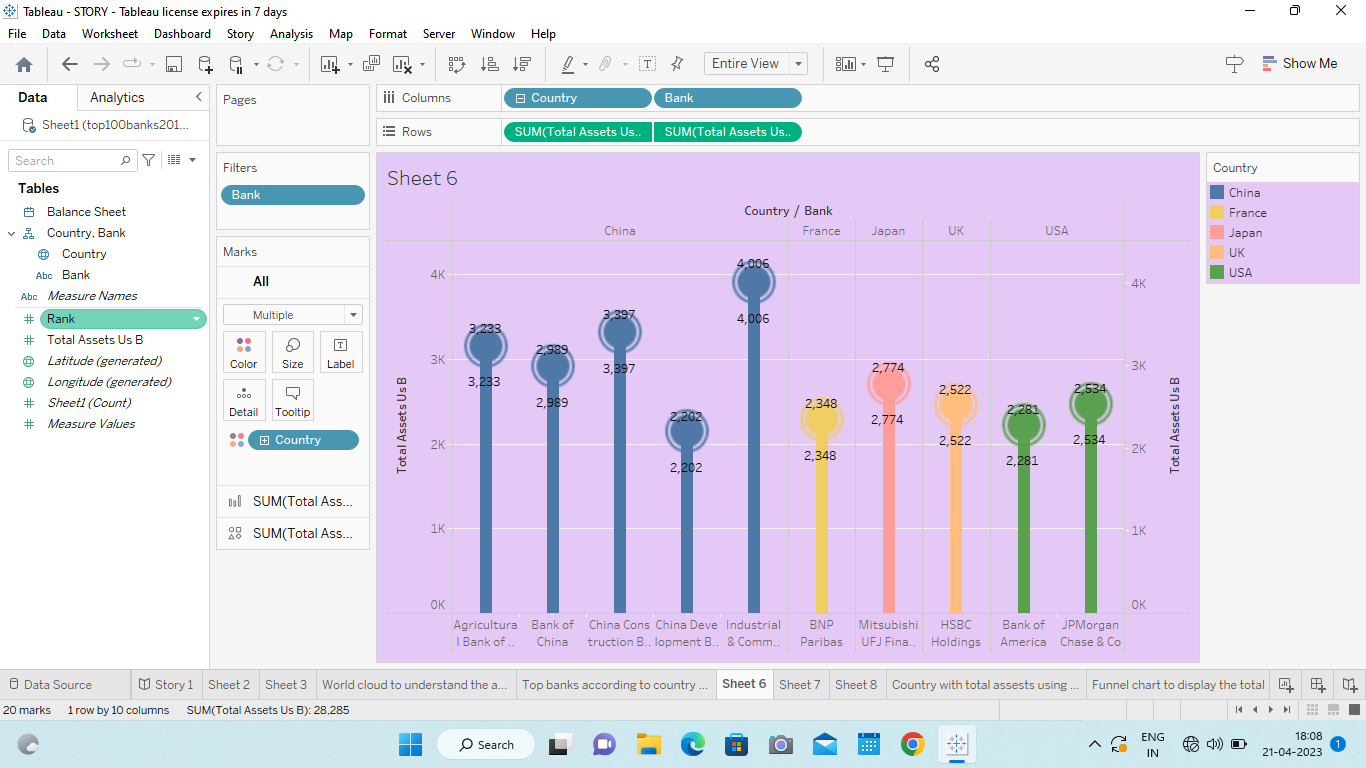 Tableau - STORY - Tableau license expires in 7 days
File Data Worksheet Dashboard Story Analysis Map Format Server Window Help
Entire View
Show Me
Data Analytics
Sheet1 (top100banks201...
Search
Tables
Balance Sheet
Country, Bank
Country
Abc Bank
Abc Measure Names
Rank
Total Assets Us B
Latitude (generated)
Longitude (generated)
Sheet1 (Count)
Measure Values
Pages
Filters
Bank
Marks
All
Multiple
Color Size Label
Detail Tooltip
Country
SUM(Total Ass...
SUM(Total Ass...
Columns Country Bank
Rows SUM(Total Assets Us.. SUM(Total Assets Us..
Sheet 6
Country / Bank
China France Japan UK USA
4K
3K
2K
1K
0K
Total Assets Us B
3,233
3,233
2,989
2,989
3,397
3,397
2,202
2,202
4,006
4,006
2,348
2,348
2,774
2,774
2,522
2,522
2,281
2,281
2,534
2,534
4K
3K
2K
1K
0K
Total Assets Us B
Agricultura
l Bank of ..
Bank of
China
China Cons
truction B..
China Deve
lopment B..
Industrial
& Comm..
BNP
Paribas
Mitsubishi
UFJ Fina..
HSBC
Holdings
Bank of
America
JPMorgan
Chase & Co
Country
China
France
Japan
UK
USA
Data Source Story 1 Sheet 2 Sheet 3 World cloud to understand the a... Top banks according to country ... Sheet 6 Sheet 7 Sheet 8 Country with total assests using ... Funnel chart to display the total
20 marks 1 row by 10 columns SUM(Total Assets Us B): 28,285
Search
ENG
IN
18:08
21-04-2023
1